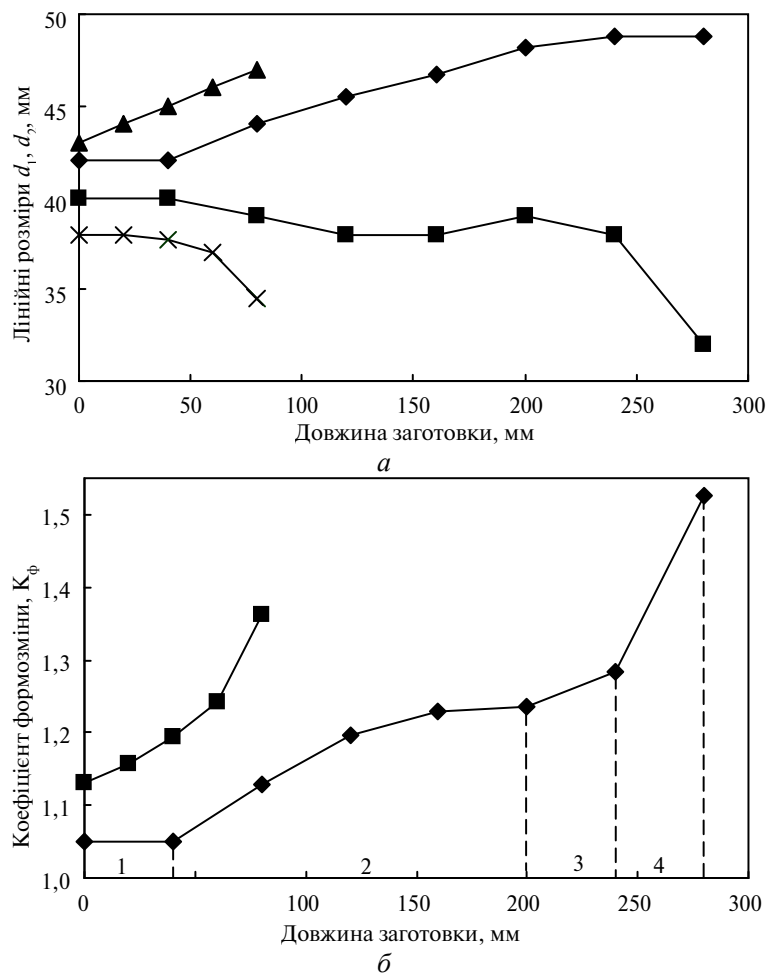 50
45
40
35
30
Лінійні розміри d1, d2, мм
0 50 100 150 200 250 300
Довжина заготовки, мм
а
1,5
1,4
1,3
1,2
1,1
1,0
Коефіцієнт формозміни, Кф
1 2 3 4
0 100 150 200 250 300
Довжина заготовки, мм
б